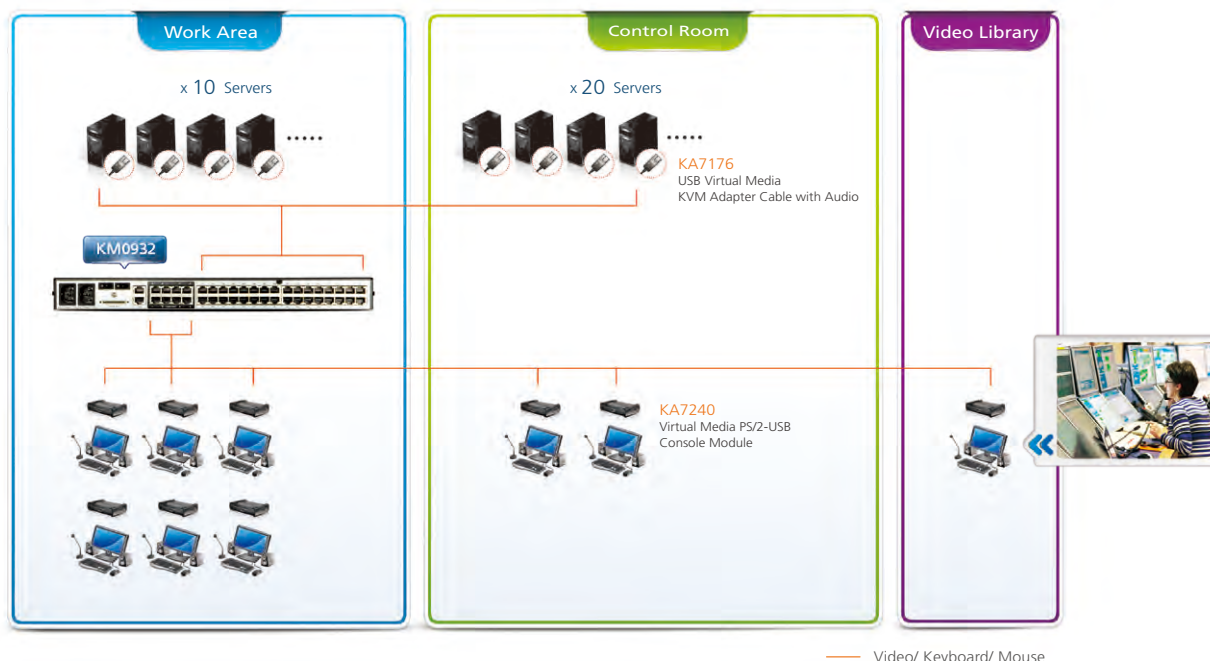 Work Area
Control Room
Video Library
x 10 Servers
x 20 Servers
KA7176
USB Virtual Media
KVM Adapter Cable with Audio
KM0932
KA7240
Virtual Media PS/2-USB
Console Module
Video/ Keyboard/ Mouse